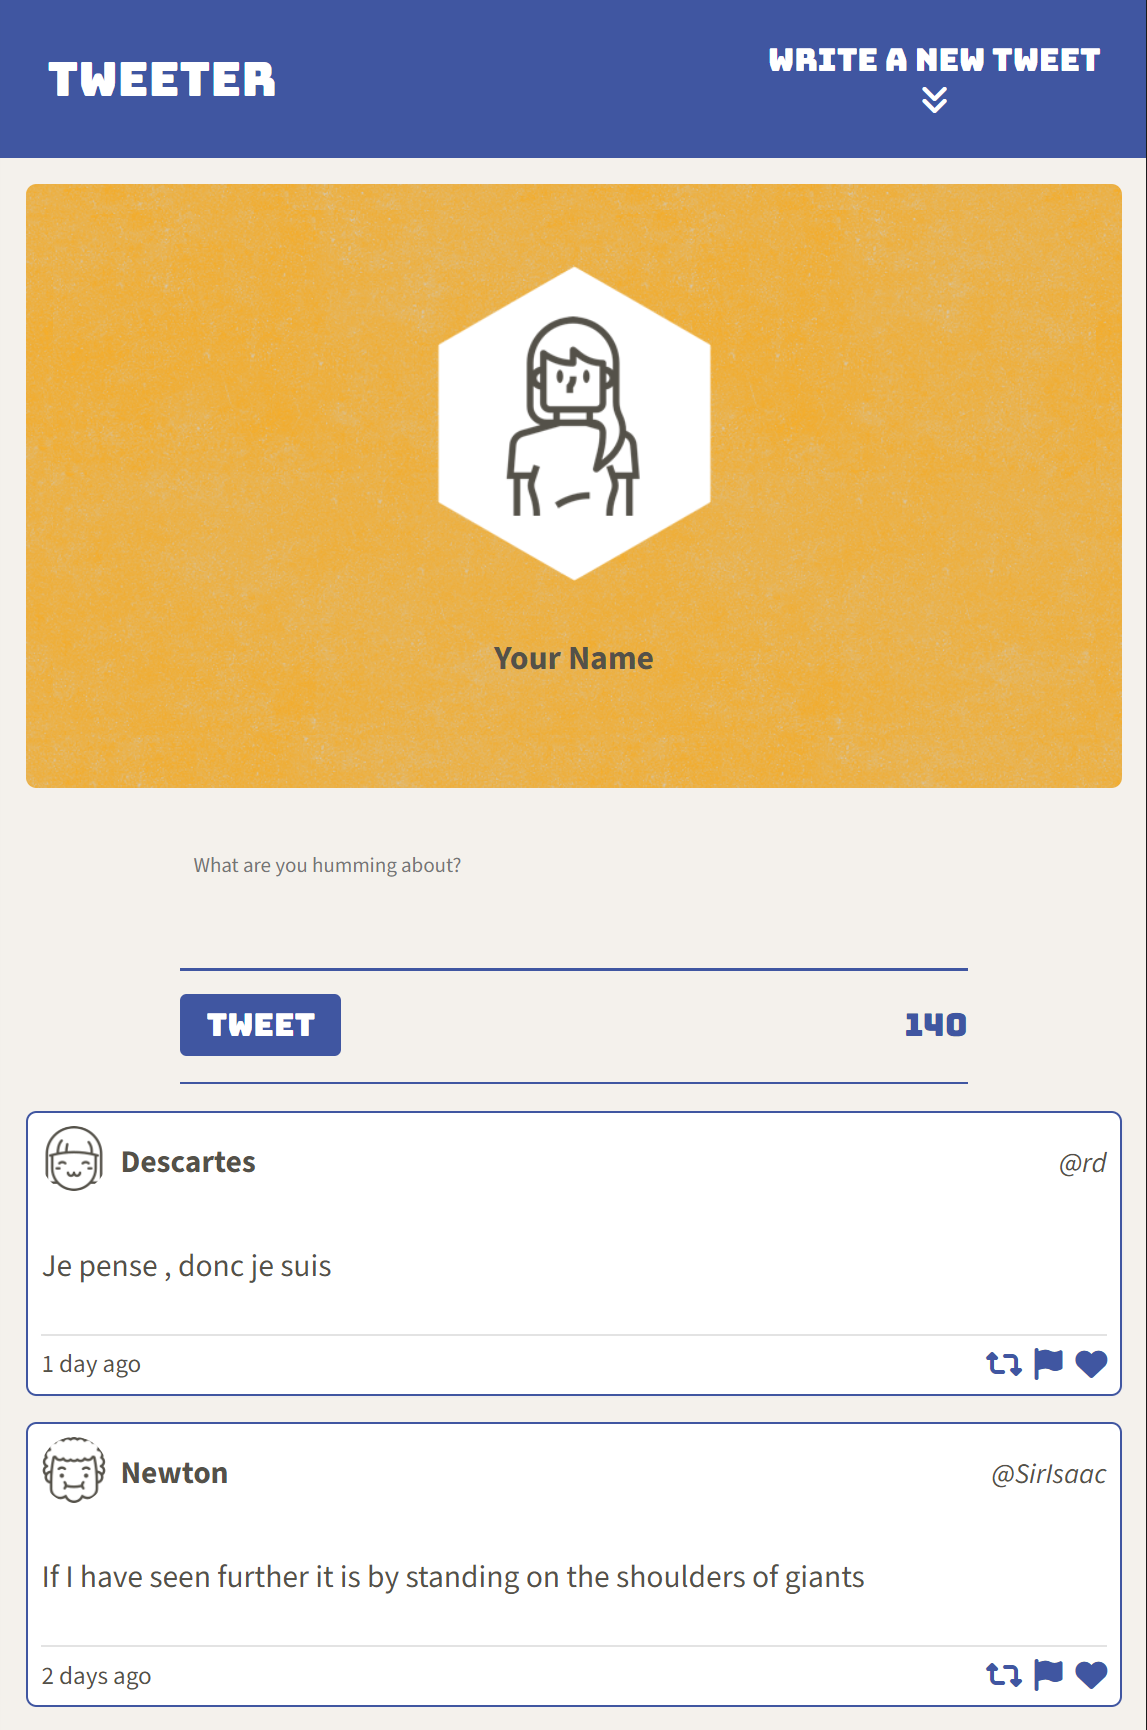 TWEETER
WRITE A NEW TWEET
Your Name
What are you humming about?
TWEET
140
Descartes
@rd
Je pense , donc je suis
1 day ago
Newton
@SirIsaac
If I have seen further it is by standing on the shoulders of giants
2 days ago